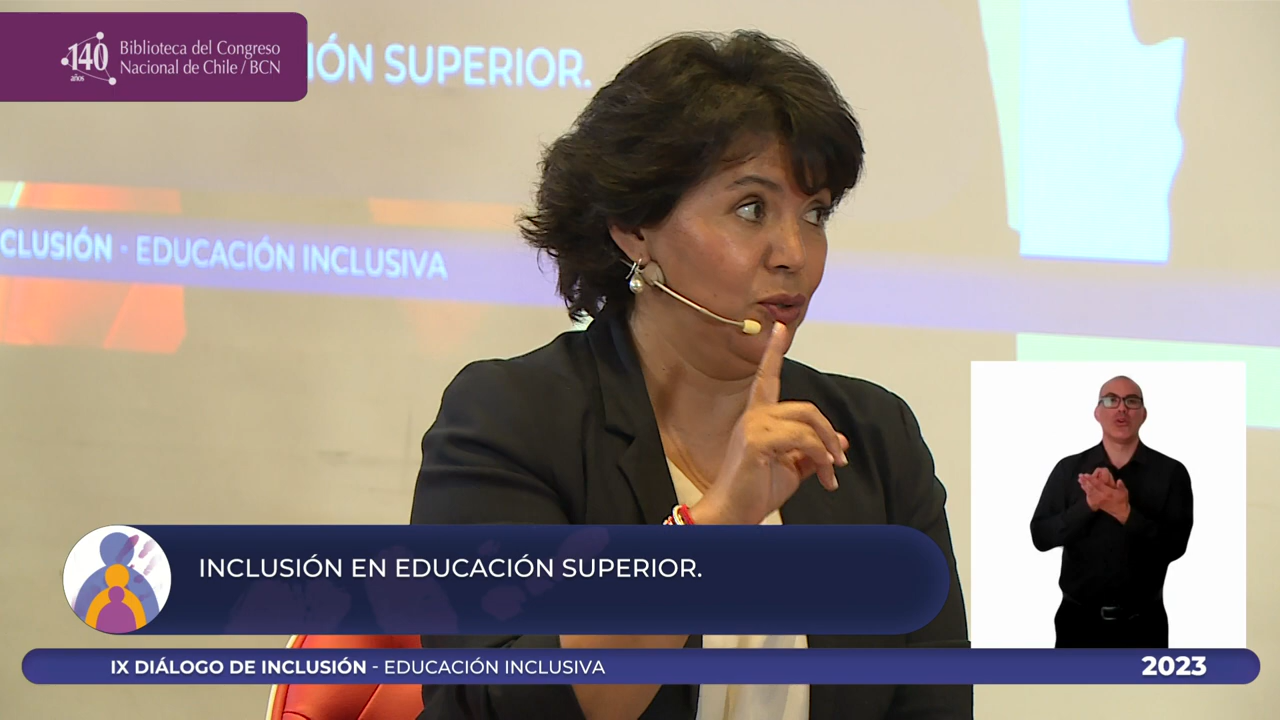 140
años
Biblioteca del Congreso
Nacional de Chile / BCN
IÓN SUPERIOR.
CLUSIÓN - EDUCACIÓN INCLUSIVA
INCLUSIÓN EN EDUCACIÓN SUPERIOR.
IX DIÁLOGO DE INCLUSIÓN - EDUCACIÓN INCLUSIVA
2023